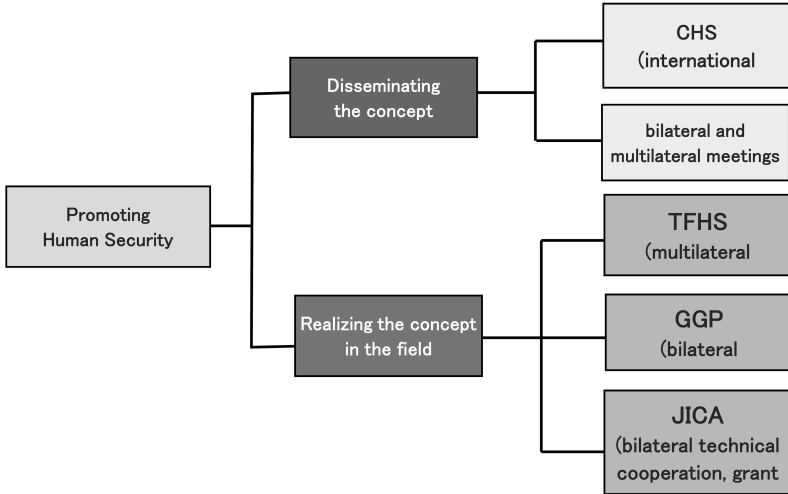 Promoting
Human Security
Disseminating
the concept
CHS
(international
bilateral and
multilateral meetings
Realizing the concept
in the field
TFHS
(multilateral
GGP
(bilateral
JICA
(bilateral technical
cooperation, grant